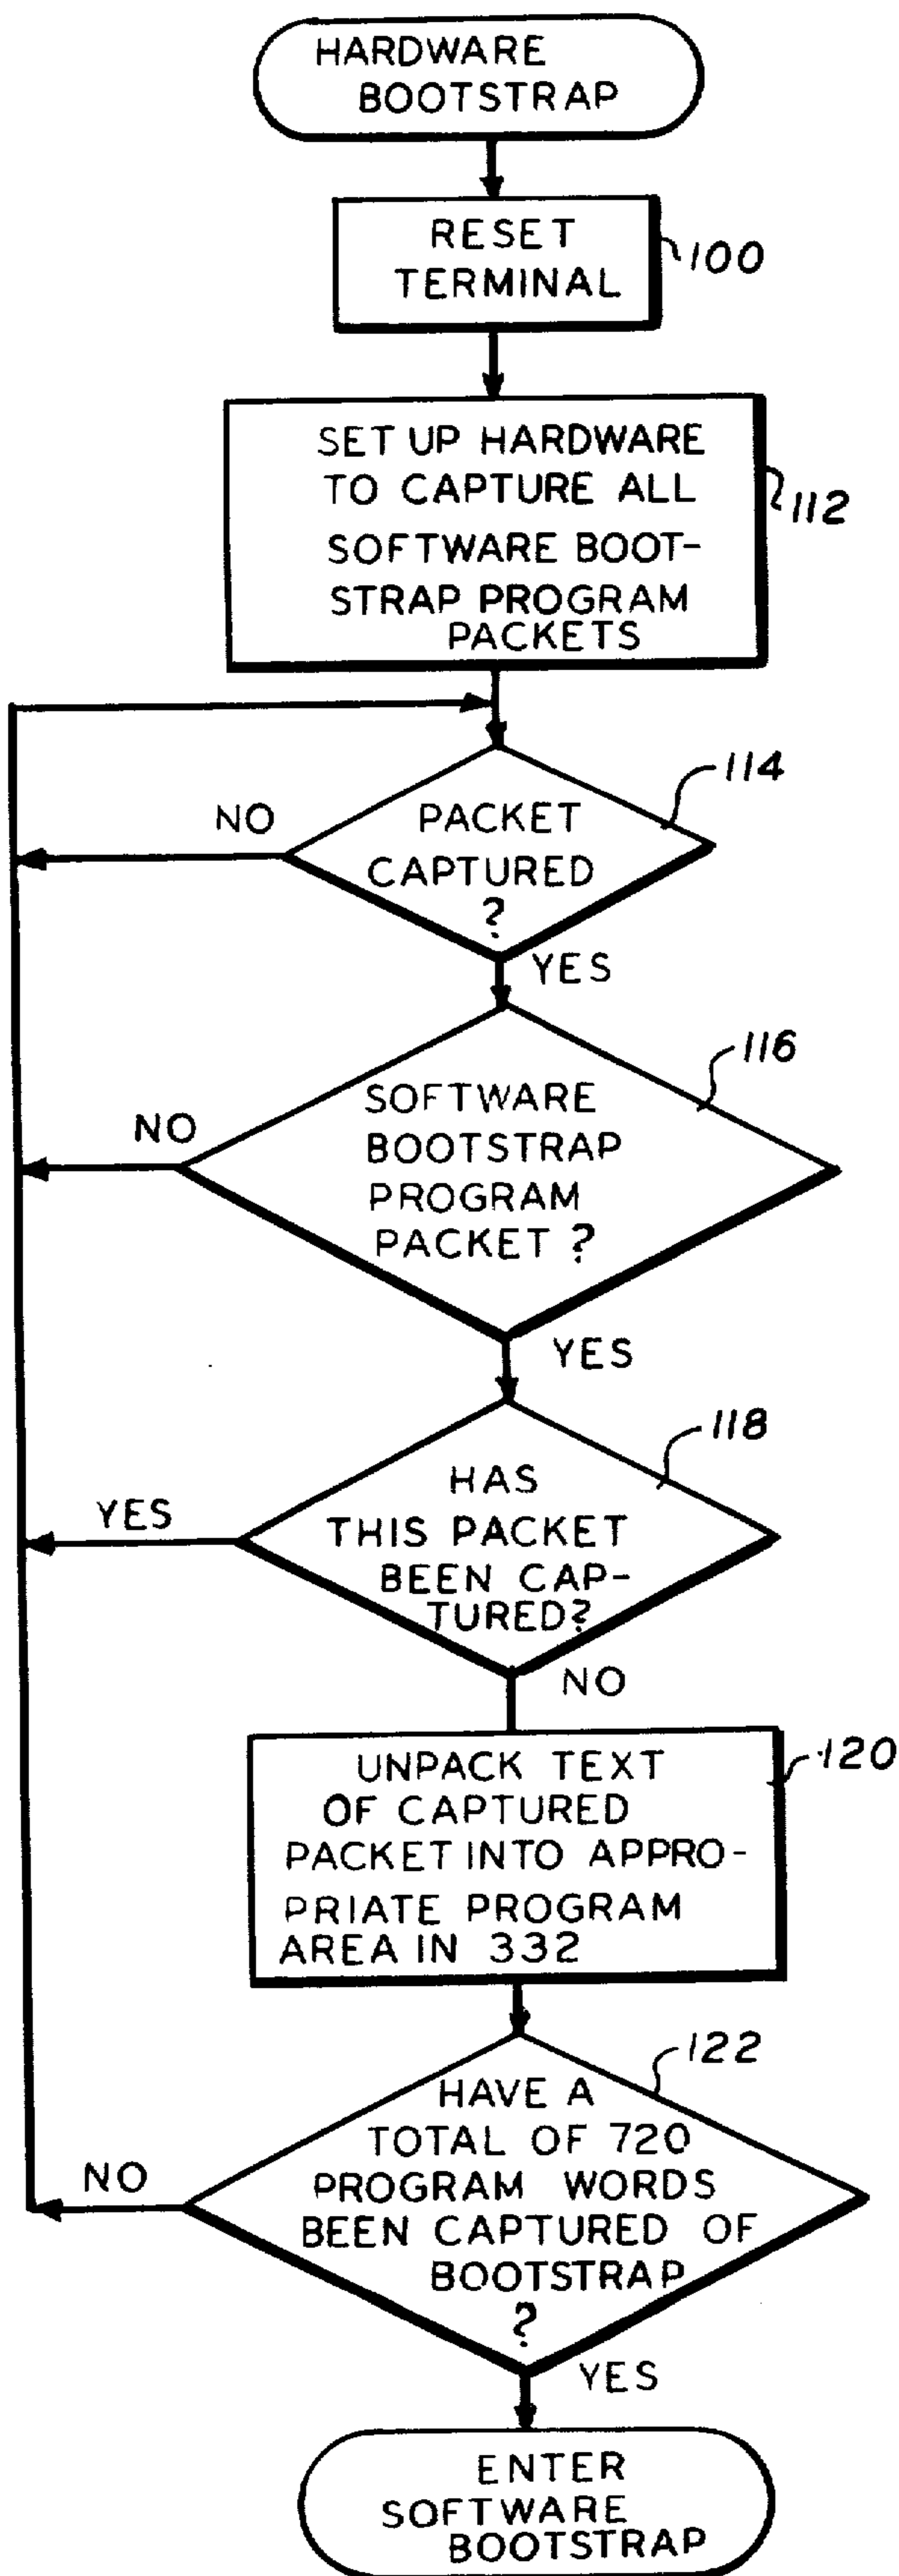 HARDWARE
BOOTSTRAP
RESET
TERMINAL
100
SET UP HARDWARE
TO CAPTURE ALL
SOFTWARE BOOT-
STRAP PROGRAM
PACKETS
112
114
NO
PACKET
CAPTURED
?
YES
116
SOFTWARE
NO
BOOTSTRAP
PROGRAM
PACKET ?
YES
118
HAS
YES
THIS PACKET
BEEN CAP-
TURED?
NO
UNPACK TEXT
120
OF CAPTURED
PACKET INTO APPRO-
PRIATE PROGRAM
AREA IN 332
122
HAVE A
TOTAL OF 720
NO
PROGRAM WORDS
BEEN CAPTURED OF
BOOTSTRAP
?
YES
ENTER
SOFTWARE
BOOTSTRAP